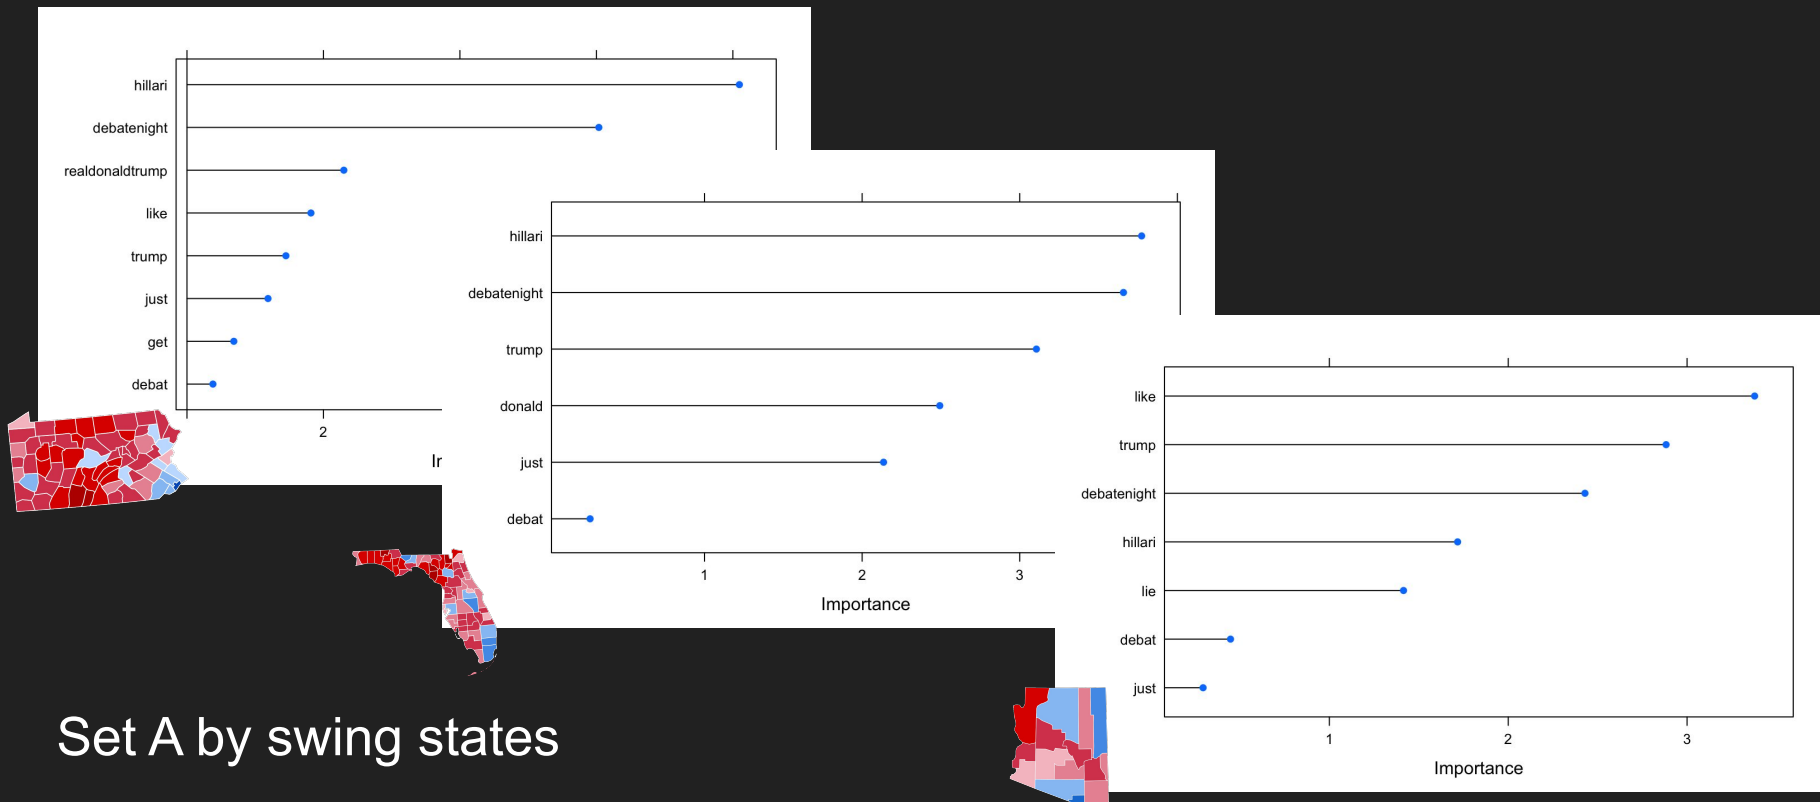 hillari
debatenight
realdonaldtrump
like
trump
just
get
debat
2
hillari
debatenight
trump
donald
just
debat
1 2 3
Importance
like
trump
debatenight
hillari
lie
debat
just
1 2 3
Importance
Set A by swing states